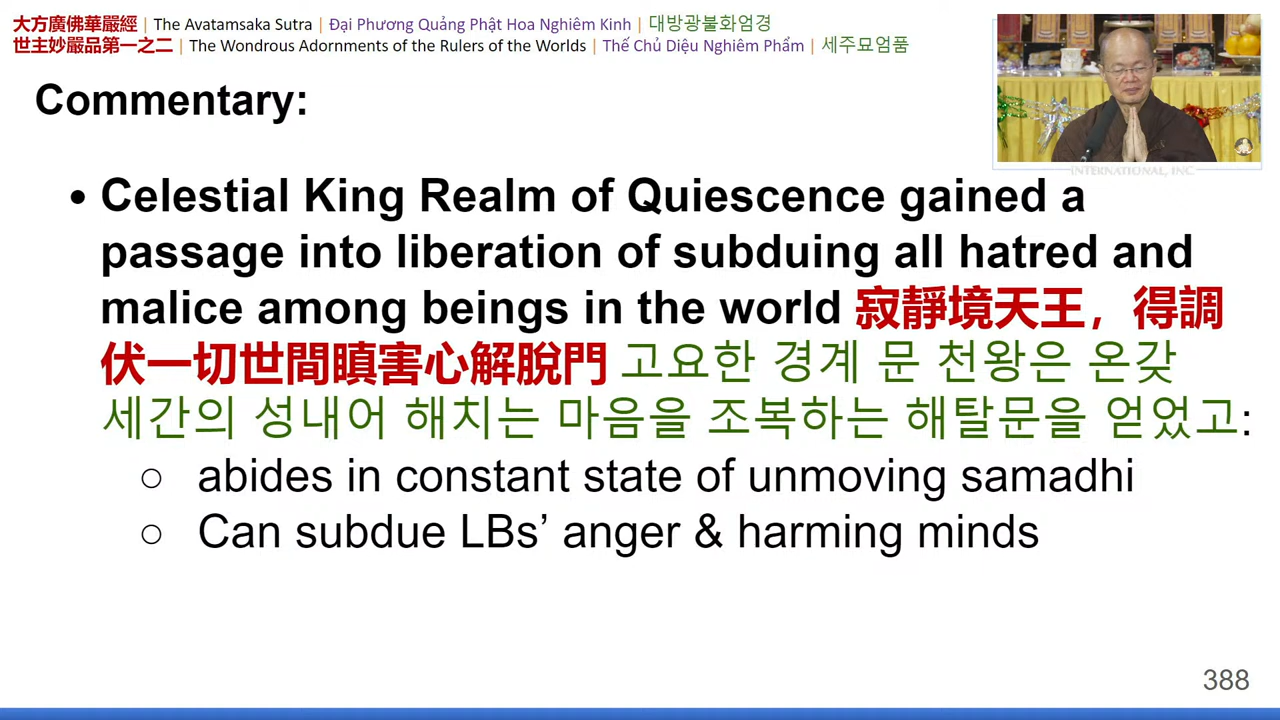 大方廣佛華嚴經 | The Avatamsaka Sutra | Đại Phương Quảng Phật Hoa Nghiêm Kinh | 대방광불화엄경
世主妙嚴品第一之二 | The Wondrous Adornments of the Rulers of the Worlds | Thế Chủ Diệu Nghiêm Phẩm | 세주묘엄품
Commentary:
• Celestial King Realm of Quiescence gained a
passage into liberation of subduing all hatred and
malice among beings in the world 寂靜境天王，得調
伏一切世間瞋害心解脫門 고요한 경계 문 천왕은 온갖
세간의 성내어 해치는 마음을 조복하는 해탈문을 얻었고:
○ abides in constant state of unmoving samadhi
○ Can subdue LBs’ anger & harming minds
INTERNATIONAL, INC
388